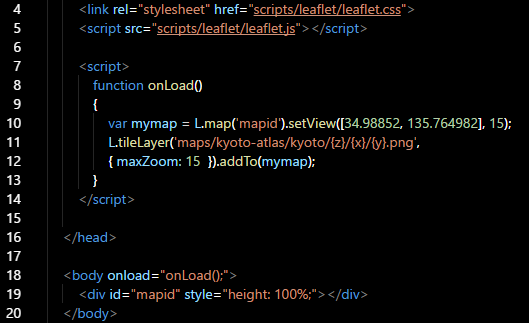 4 <link rel="stylesheet" href="scripts/leaflet/leaflet.css">
5 <script src="scripts/leaflet/leaflet.js"></script>
6
7 <script>
8 function onLoad()
9 {
10 var mymap = L.map('mapid').setView([34.98852, 135.764982], 15);
11 L.tileLayer('maps/kyoto-atlas/kyoto/{z}/{x}/{y}.png',
12 { maxZoom: 15  }).addTo(mymap);
13 }
14 </script>
15
16 </head>
17
18 <body onload="onLoad();">
19 <div id="mapid" style="height: 100%;"></div>
20 </body>